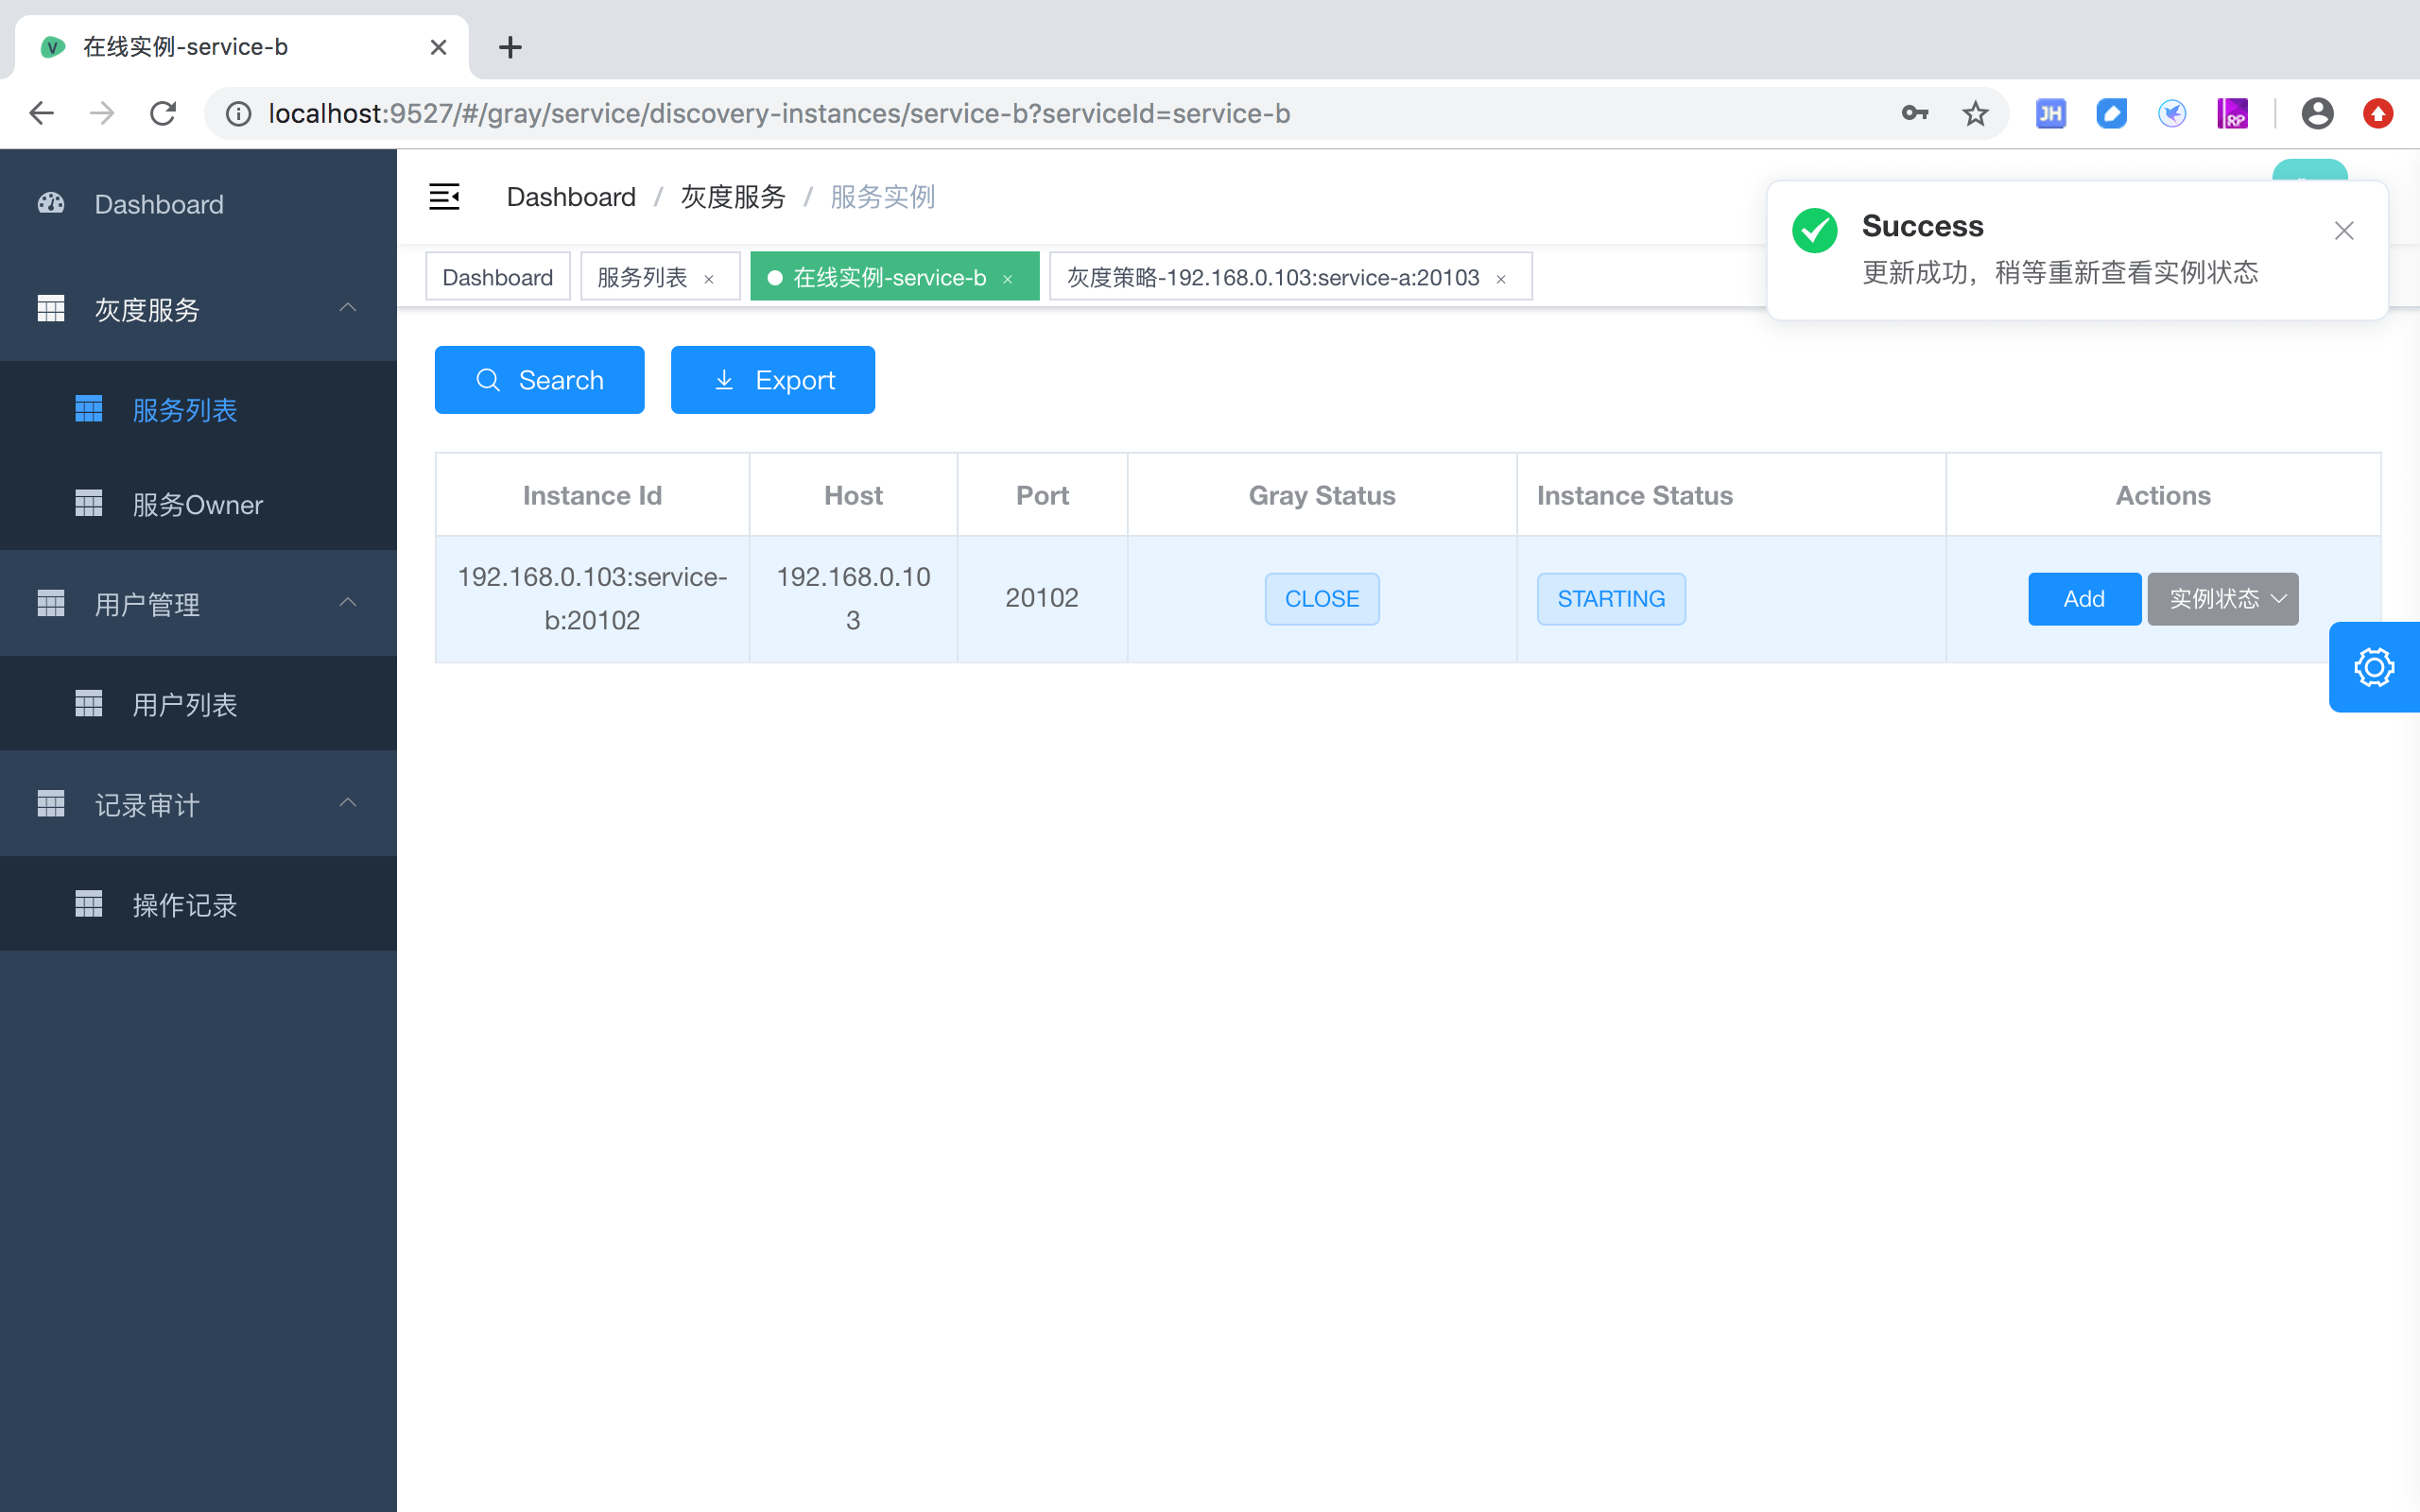 在线实例-service-b
localhost:9527/#/gray/service/discovery-instances/service-b?serviceId=service-b
JH
RP
Dashboard
灰度服务
服务列表
服务Owner
用户管理
用户列表
记录审计
操作记录
Dashboard / 灰度服务 / 服务实例
Success
更新成功，稍等重新查看实例状态
Dashboard
服务列表 ×
在线实例-service-b ×
灰度策略-192.168.0.103:service-a:20103 ×
Search
Export
Instance Id Host Port Gray Status Instance Status Actions
192.168.0.103:service-
b:20102
192.168.0.10
3
20102
CLOSE
STARTING
Add
实例状态